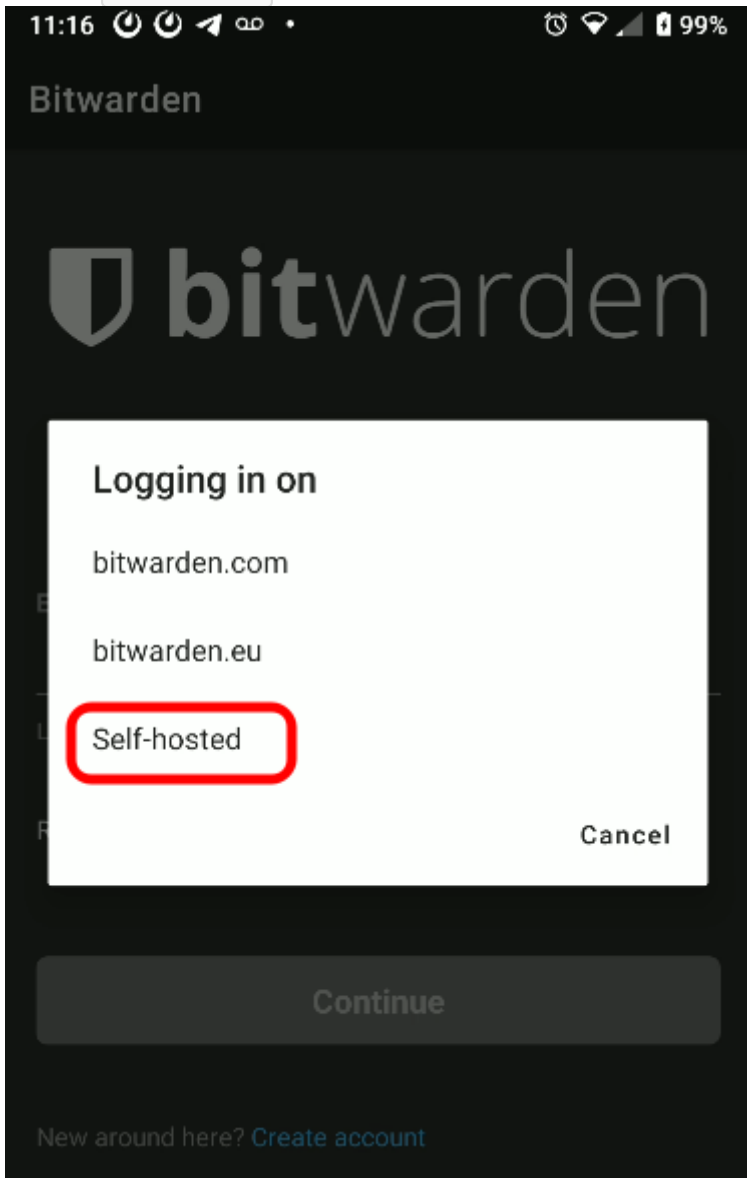 11:16
99%
Bitwarden
bitwarden
Logging in on
bitwarden.com
bitwarden.eu
Self-hosted
Cancel
Continue
New around here? Create account